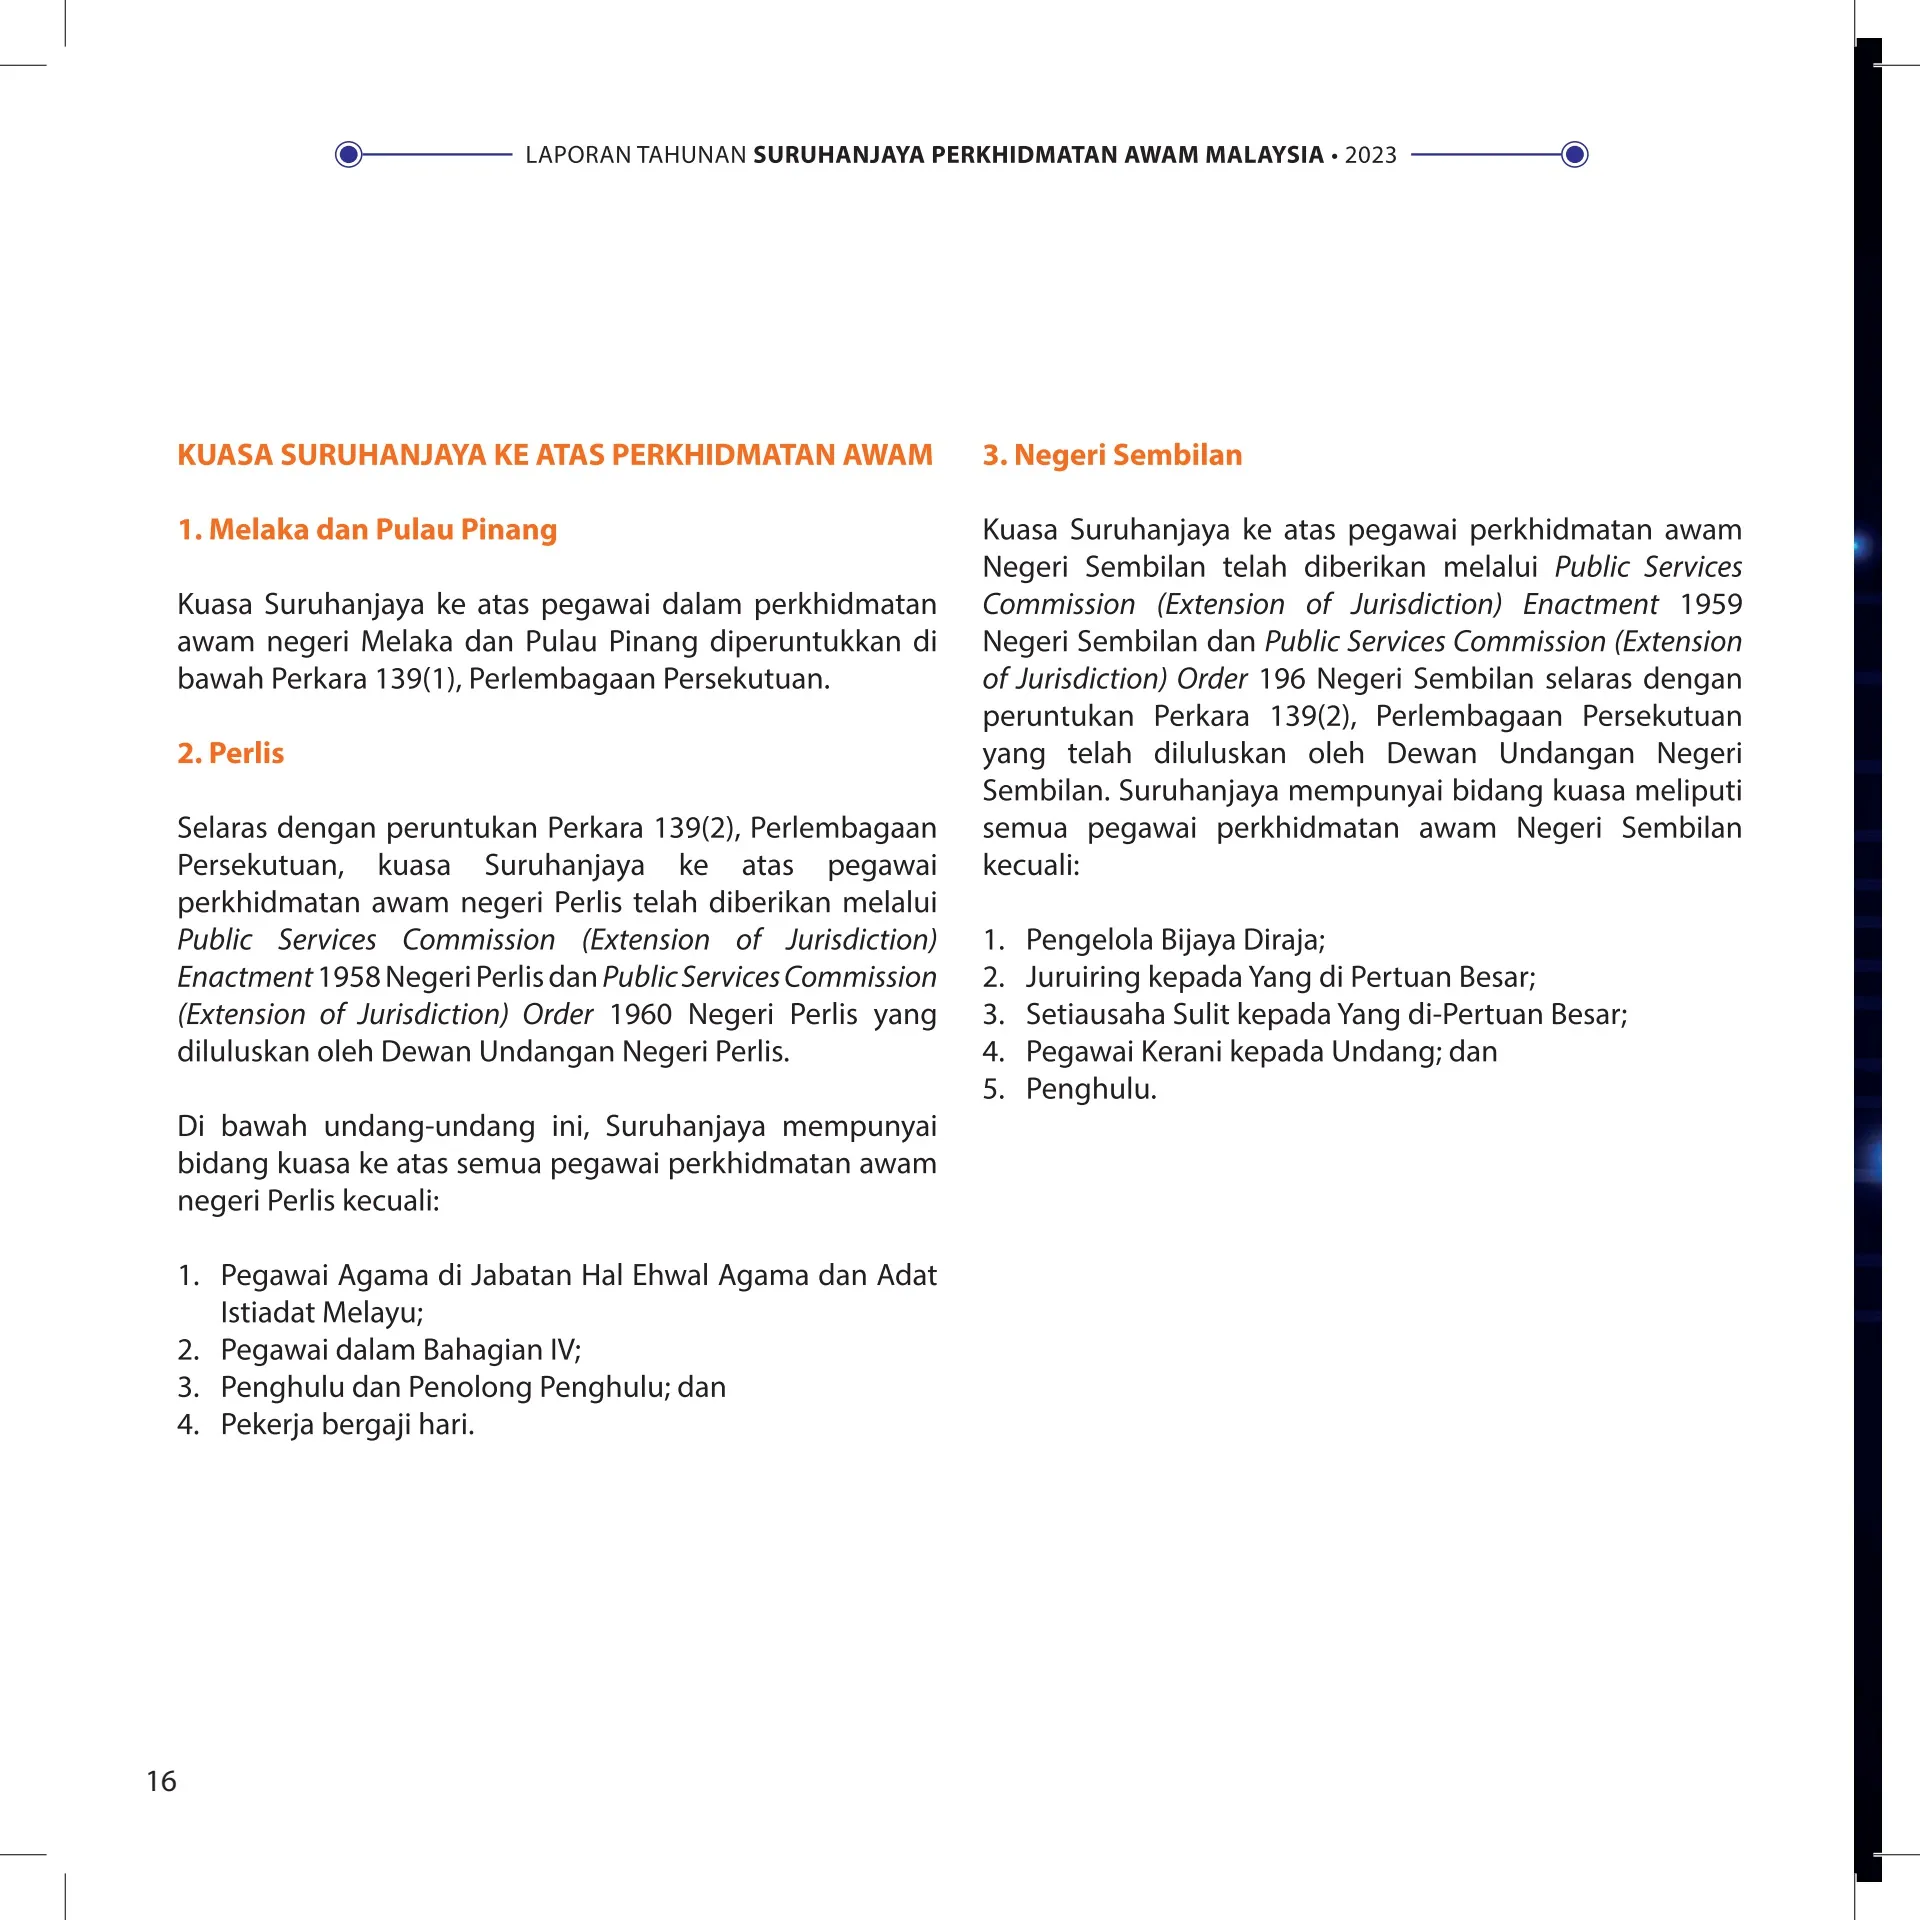 LAPORAN TAHUNAN SURUHANJAYA PERKHIDMATAN AWAM MALAYSIA • 2023
KUASA SURUHANJAYA KE ATAS PERKHIDMATAN AWAM
1. Melaka dan Pulau Pinang
Kuasa Suruhanjaya ke atas pegawai dalam perkhidmatan
awam negeri Melaka dan Pulau Pinang diperuntukkan di
bawah Perkara 139(1), Perlembagaan Persekutuan.
2. Perlis
Selaras dengan peruntukan Perkara 139(2), Perlembagaan
Persekutuan, kuasa Suruhanjaya ke atas pegawai
perkhidmatan awam negeri Perlis telah diberikan melalui
Public Services Commission (Extension of Jurisdiction)
Enactment 1958 Negeri Perlis dan Public Services Commission
(Extension of Jurisdiction) Order 1960 Negeri Perlis yang
diluluskan oleh Dewan Undangan Negeri Perlis.
Di bawah undang-undang ini, Suruhanjaya mempunyai
bidang kuasa ke atas semua pegawai perkhidmatan awam
negeri Perlis kecuali:
1. Pegawai Agama di Jabatan Hal Ehwal Agama dan Adat
Istiadat Melayu;
2. Pegawai dalam Bahagian IV;
3. Penghulu dan Penolong Penghulu; dan
4. Pekerja bergaji hari.
3. Negeri Sembilan
Kuasa Suruhanjaya ke atas pegawai perkhidmatan awam
Negeri Sembilan telah diberikan melalui Public Services
Commission (Extension of Jurisdiction) Enactment 1959
Negeri Sembilan dan Public Services Commission (Extension
of Jurisdiction) Order 196 Negeri Sembilan selaras dengan
peruntukan Perkara 139(2), Perlembagaan Persekutuan
yang telah diluluskan oleh Dewan Undangan Negeri
Sembilan. Suruhanjaya mempunyai bidang kuasa meliputi
semua pegawai perkhidmatan awam Negeri Sembilan
kecuali:
1. Pengelola Bijaya Diraja;
2. Juruiring kepada Yang di Pertuan Besar;
3. Setiausaha Sulit kepada Yang di-Pertuan Besar;
4. Pegawai Kerani kepada Undang; dan
5. Penghulu.
16